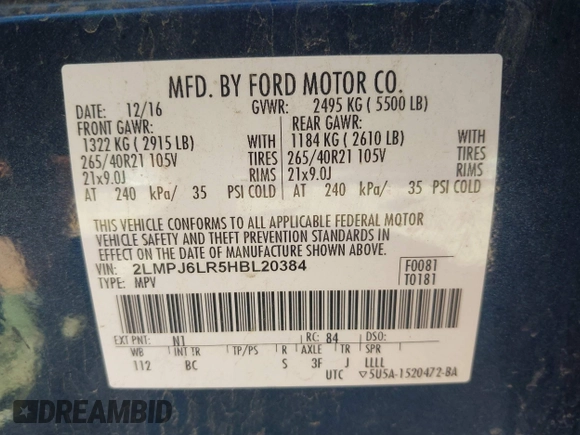 MFD. BY FORD MOTOR CO.
DATE: 12/16 GVWR: 2495 KG ( 5500 LB)
FRONT GAWR: REAR GAWR:
1322 KG ( 2915 LB) WITH 1184 KG ( 2610 LB) WITH
265/40R21 105V TIRES 265/40R21 105V TIRES
21x9.0J RIMS 21x9.0J RIMS
AT 240 kPa/ 35 PSI COLD AT 240 kPa/ 35 PSI COLD
THIS VEHICLE CONFORMS TO ALL APPLICABLE FEDERAL MOTOR
VEHICLE SAFETY AND THEFT PREVENTION STANDARDS IN
EFFECT ON THE DATE OF MANUFACTURE SHOWN ABOVE.
VIN: 2LMPJ6LR5HBL20384 F0081
TYPE: MPV T0181
EXT PNT: N1 RC: 84 DSO:
WB INT TR TP/PS R AXLE TR SPR
112 BC S 3F J LLLL
UTC ▽5U5A-1520472-BA
DREAMBID